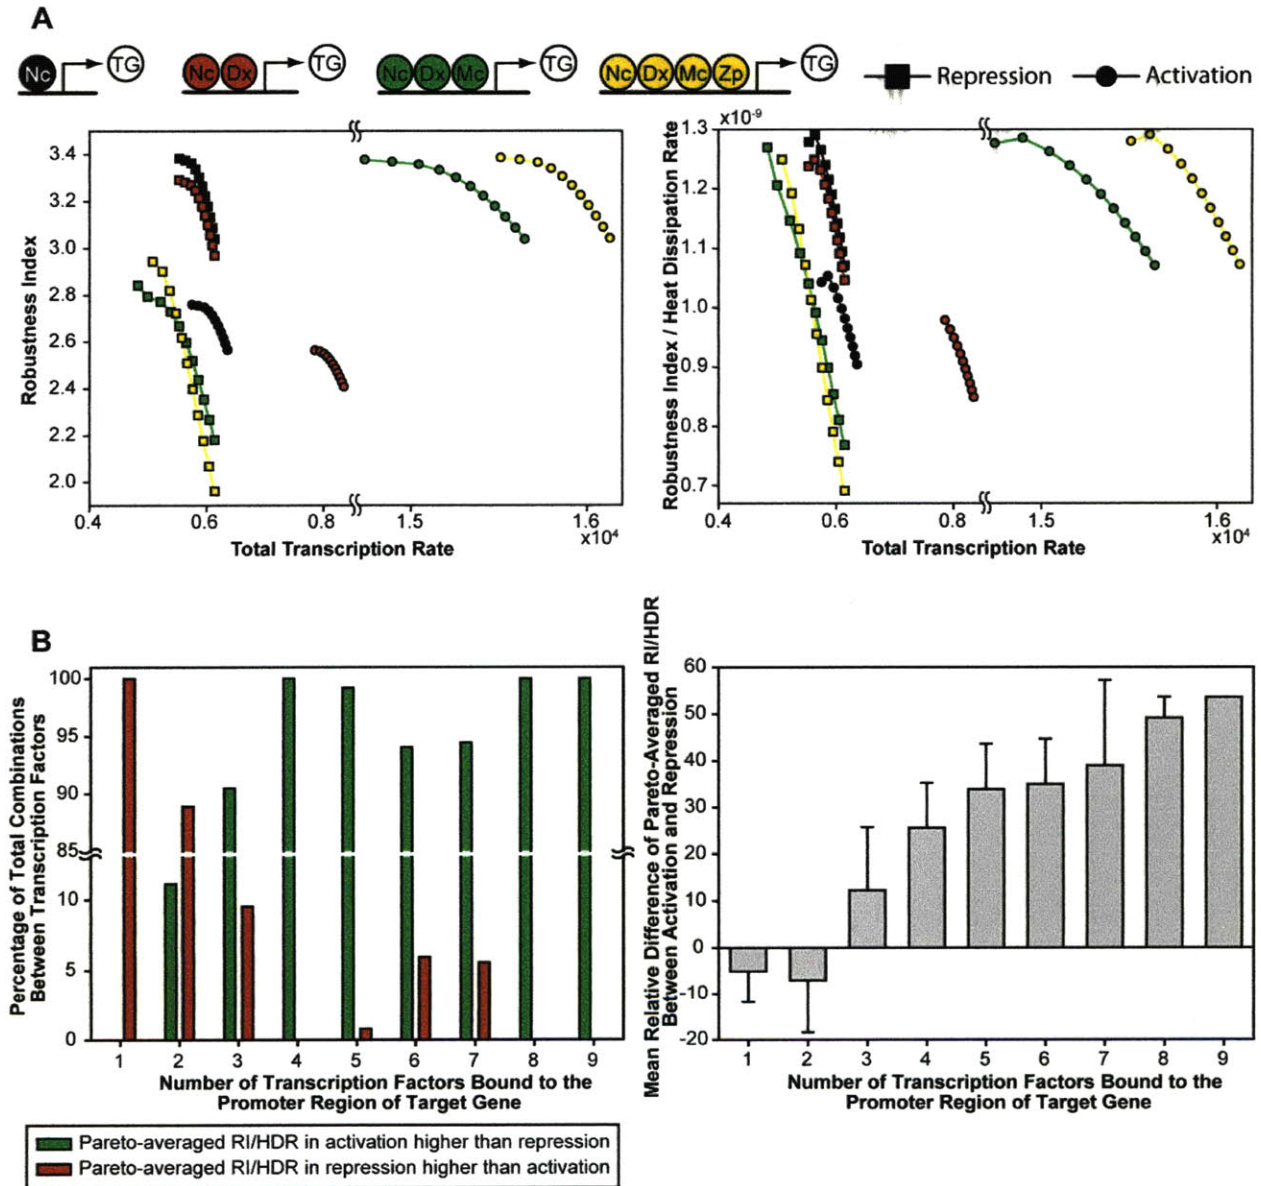 A
Nc TG
Nc Dx TG
Nc Dx Mc TG
Nc Dx Mc Zp TG
Repression Activation
Robustness Index
3.4
3.2
3.0
2.8
2.6
2.4
2.2
2.0
0.4 0.6 0.8 1.5 1.6
x10⁴
Total Transcription Rate
Robustness Index / Heat Dissipation Rate
x10⁻⁹
1.3
1.2
1.1
1.0
0.9
0.8
0.7
0.4 0.6 0.8 1.5 1.6
x10⁴
Total Transcription Rate
B
Percentage of Total Combinations
Between Transcription Factors
100
95
90
85
10
5
0
1 2 3 4 5 6 7 8 9
Number of Transcription Factors Bound to the
Promoter Region of Target Gene
Mean Relative Difference of Pareto-Averaged RI/HDR
Between Activation and Repression
60
50
40
30
20
10
0
-10
-20
1 2 3 4 5 6 7 8 9
Number of Transcription Factors Bound to the
Promoter Region of Target Gene
Pareto-averaged RI/HDR in activation higher than repression
Pareto-averaged RI/HDR in repression higher than activation